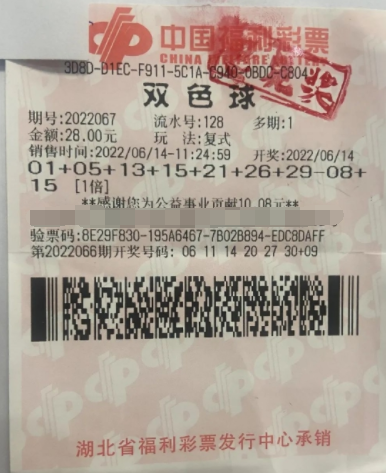 中国福利彩票
CHINA
3D8D-D1EC-F911-5C1A-C940-0BDC-C804
奖
双色球
期号:2022067 流水号:128 多期:1
金额:28.00元 玩 法:复式
销售时间:2022/06/14-11:24:59 开奖:2022/06/14
01+05+13+15+21+26+29-08+
15 [1倍]
**感谢您为公益事业贡献10.08元**
验票码:8E29F830-195A6467-7B02B894-EDC8DAFF
第2022066期开奖号码: 06 11 14 20 27 30+09
湖北省福利彩票发行中心承销